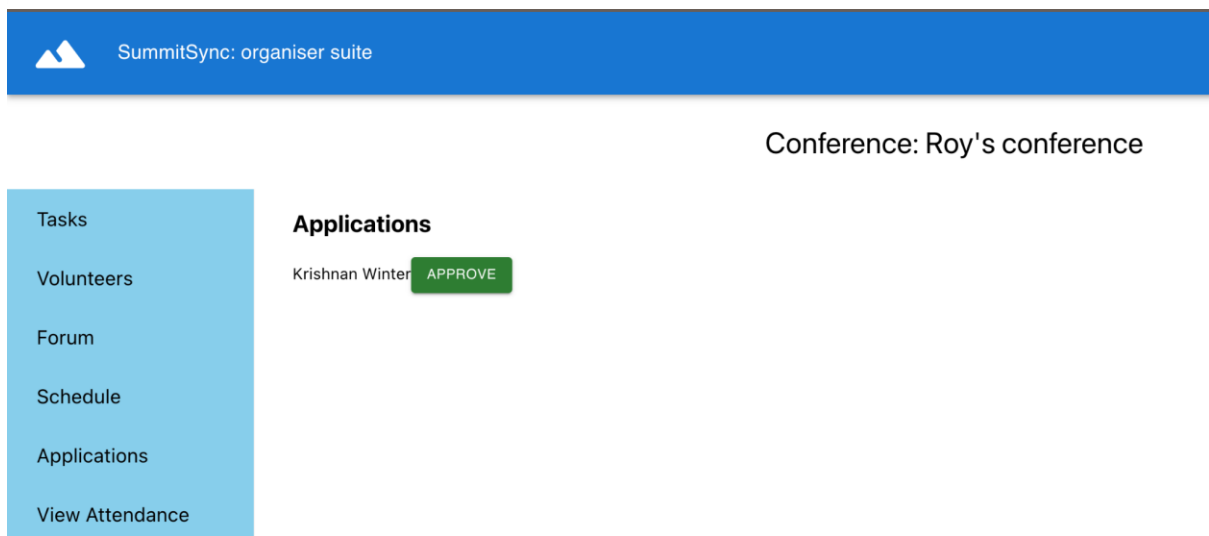 SummitSync: organiser suite
Conference: Roy's conference
Tasks
Volunteers
Forum
Schedule
Applications
View Attendance
Applications
Krishnan Winter APPROVE